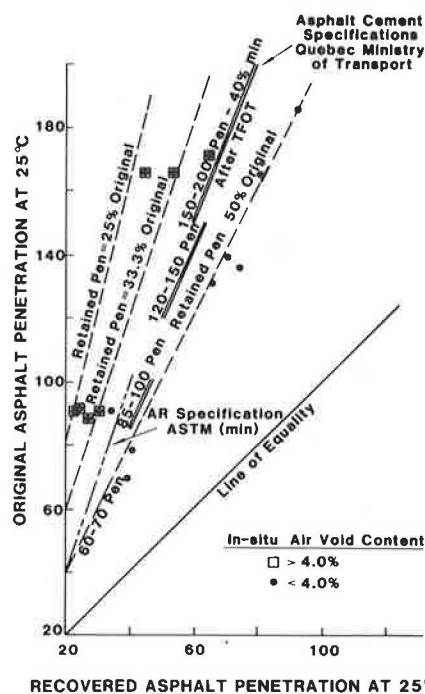 Asphalt Cement
Specifications
Quebec Ministry
of Transport
ORIGINAL ASPHALT PENETRATION AT 25°C
180
140
100
60
20
Retained Pen=25% Original
Retained Pen=33.3% Original
150-200 Pen - 40% min
After TFOT
120-150 Pen
Retained Pen 50% Original
85-100 Pen
AR Specification
ASTM (min)
60-70 Pen
Line of Equality
In-situ Air Void Content
> 4.0%
< 4.0%
20
60
100
RECOVERED ASPHALT PENETRATION AT 25°